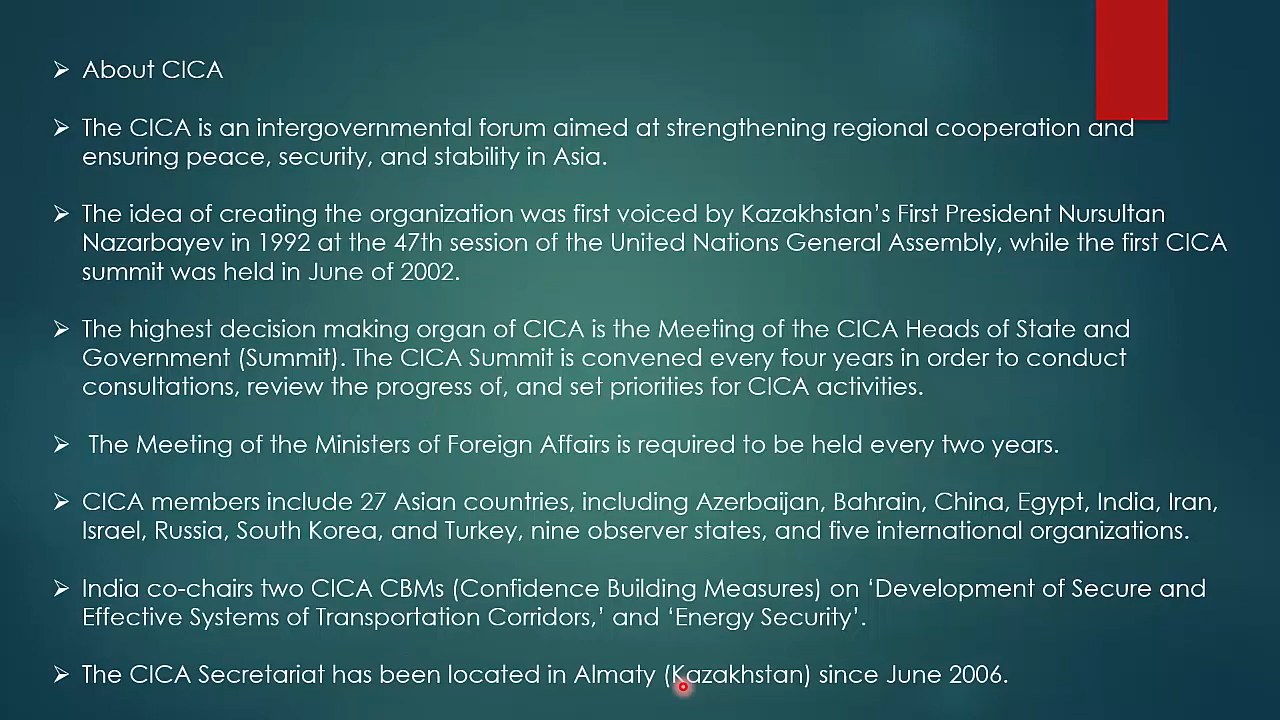 About CICA
The CICA is an intergovernmental forum aimed at strengthening regional cooperation and
ensuring peace, security, and stability in Asia.
The idea of creating the organization was first voiced by Kazakhstan’s First President Nursultan
Nazarbayev in 1992 at the 47th session of the United Nations General Assembly, while the first CICA
summit was held in June of 2002.
The highest decision making organ of CICA is the Meeting of the CICA Heads of State and
Government (Summit). The CICA Summit is convened every four years in order to conduct
consultations, review the progress of, and set priorities for CICA activities.
The Meeting of the Ministers of Foreign Affairs is required to be held every two years.
CICA members include 27 Asian countries, including Azerbaijan, Bahrain, China, Egypt, India, Iran,
Israel, Russia, South Korea, and Turkey, nine observer states, and five international organizations.
India co-chairs two CICA CBMs (Confidence Building Measures) on ‘Development of Secure and
Effective Systems of Transportation Corridors,’ and ‘Energy Security’.
The CICA Secretariat has been located in Almaty (Kazakhstan) since June 2006.